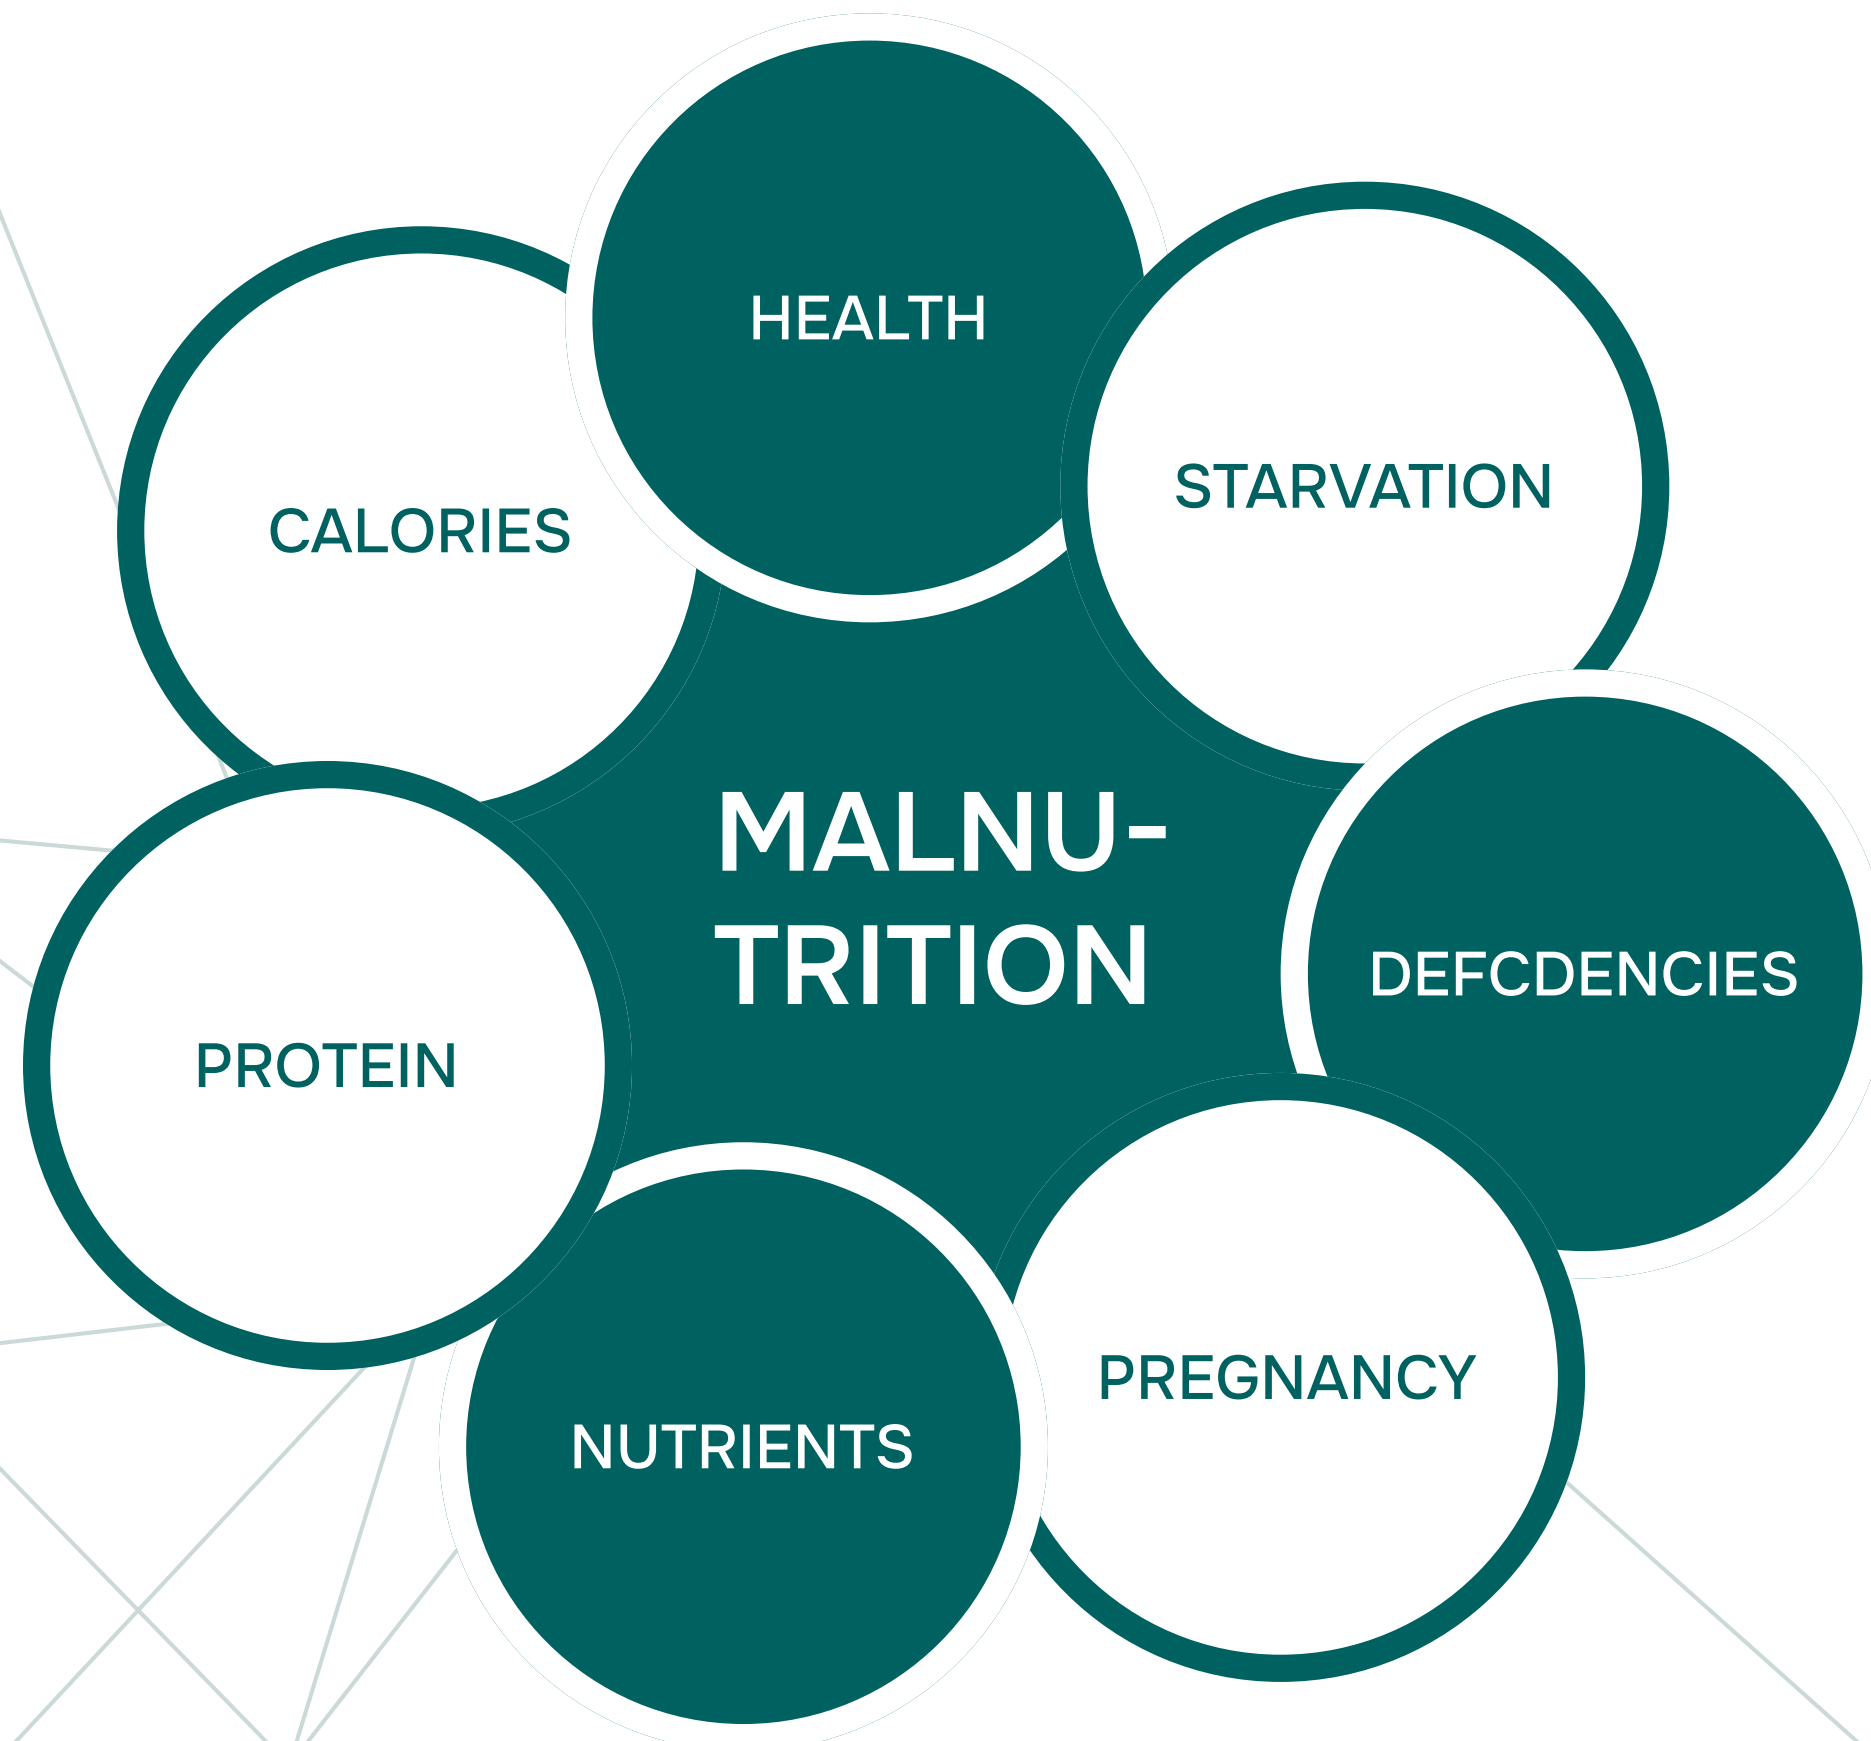 HEALTH
STARVATION
CALORIES
MALNU-
TRITION
DEFCDENCIES
PROTEIN
PREGNANCY
NUTRIENTS